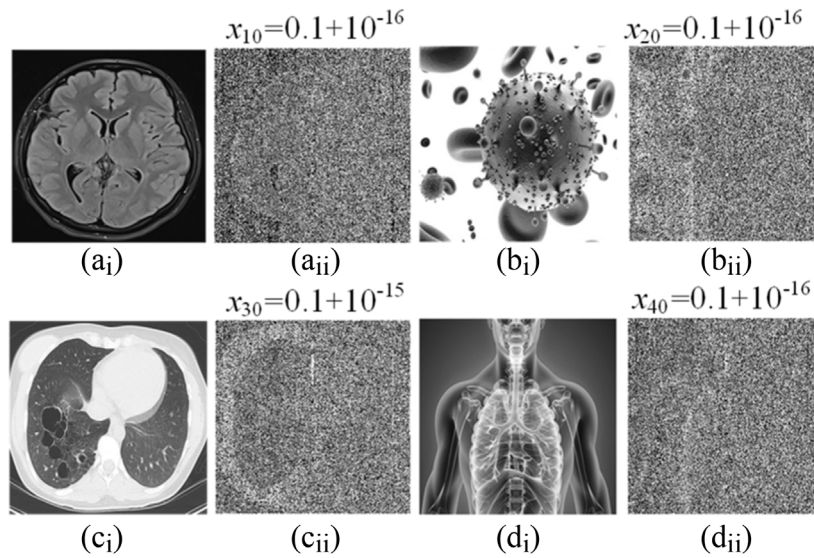 x₁₀=0.1+10⁻¹⁶ x₂₀=0.1+10⁻¹⁶
(aᵢ) (aᵢᵢ) (bᵢ) (bᵢᵢ)
x₃₀=0.1+10⁻¹⁵ x₄₀=0.1+10⁻¹⁶
(cᵢ) (cᵢᵢ) (dᵢ) (dᵢᵢ)